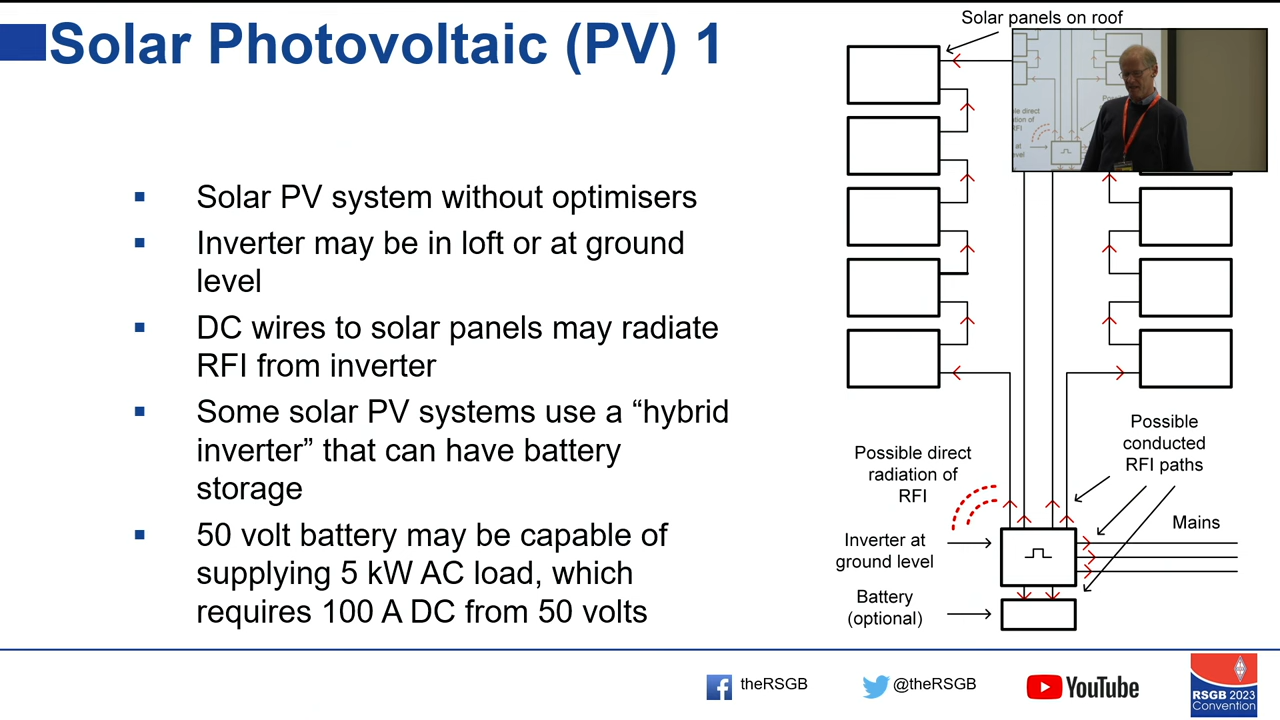 Solar Photovoltaic (PV) 1
Solar panels on roof
▪ Solar PV system without optimisers
▪ Inverter may be in loft or at ground
level
▪ DC wires to solar panels may radiate
RFI from inverter
▪ Some solar PV systems use a “hybrid
inverter” that can have battery
storage
▪ 50 volt battery may be capable of
supplying 5 kW AC load, which
requires 100 A DC from 50 volts
Possible direct
radiation of
RFI
Possible
conducted
RFI paths
Mains
Inverter at
ground level
Battery
(optional)
theRSGB
@theRSGB
YouTube
RSGB 2023
Convention